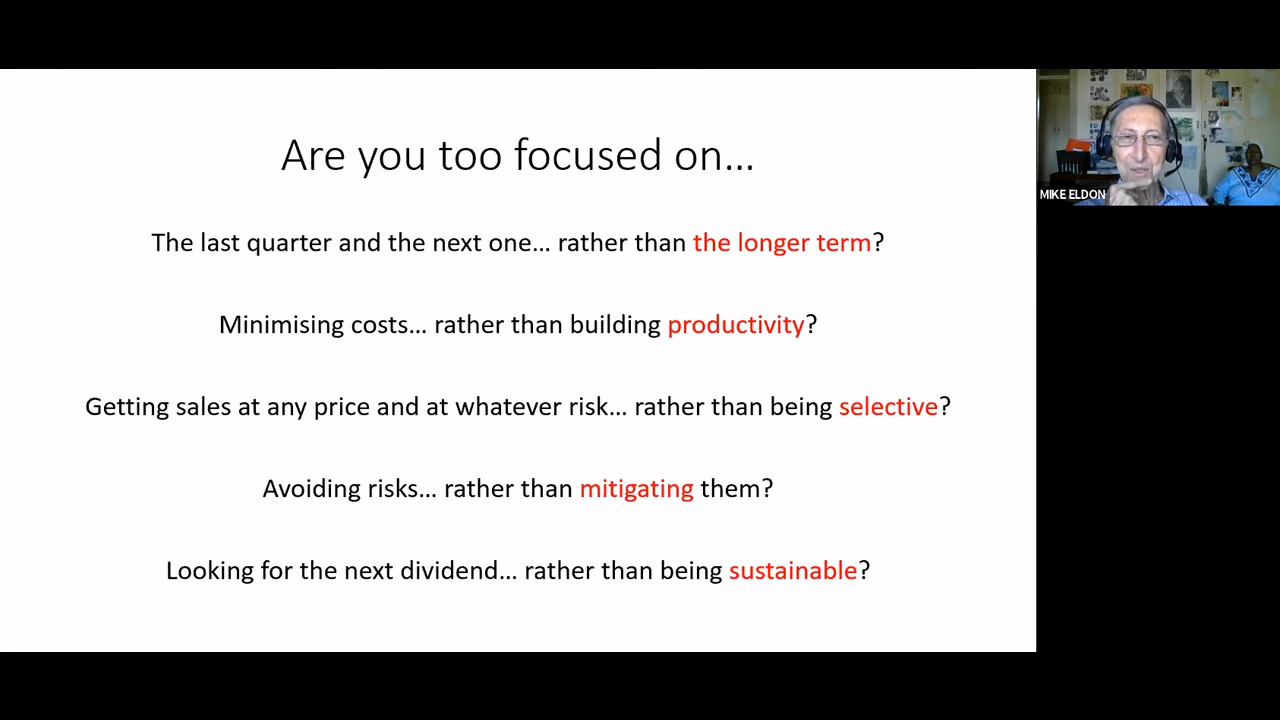 Are you too focused on…
The last quarter and the next one… rather than the longer term?
Minimising costs… rather than building productivity?
Getting sales at any price and at whatever risk… rather than being selective?
Avoiding risks… rather than mitigating them?
Looking for the next dividend… rather than being sustainable?
MIKE ELDON